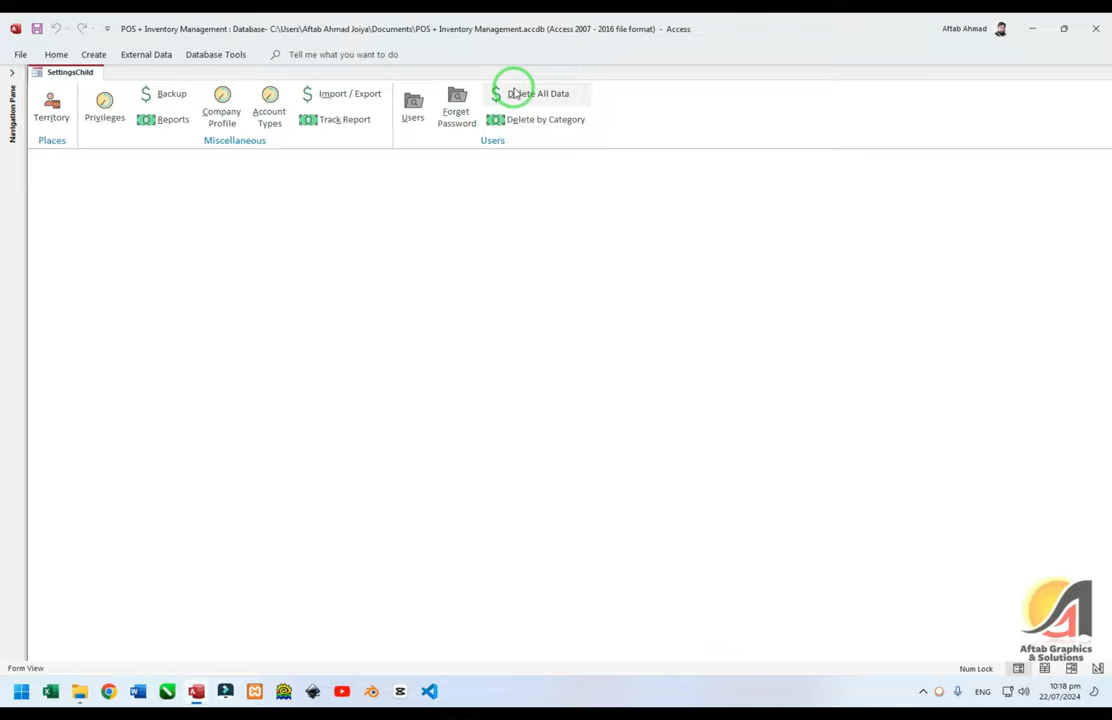 POS + Inventory Management : Database- C:\Users\Aftab Ahmad Joiya\Documents\POS + Inventory Management.accdb (Access 2007 - 2016 file format) - Access
Aftab Ahmad
File Home Create External Data Database Tools Tell me what you want to do
SettingsChild
Navigation Pane
Territory
Places
Privileges
Backup
Reports
Company
Profile
Account
Types
Import / Export
Track Report
Miscellaneous
Users
Forget
Password
Delete All Data
Delete by Category
Users
Aftab Graphics
& Solutions
Form View
Num Lock
ENG
10:18 pm
22/07/2024